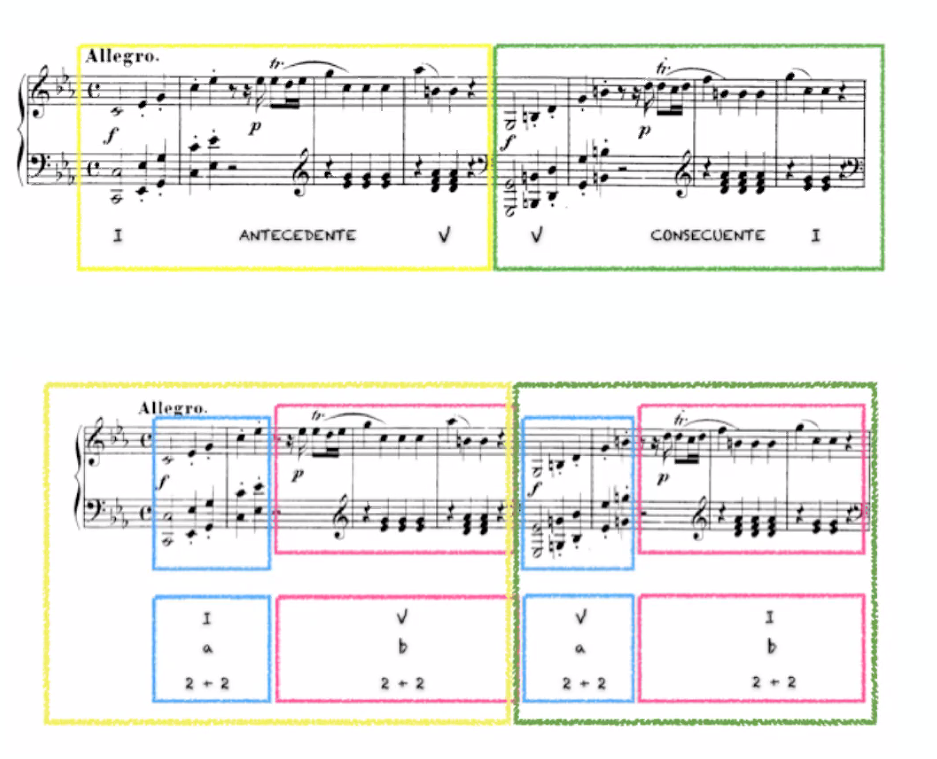 Allegro.
tr. tr.
f p f p
I ANTECEDENTE V V CONSECUENTE I
Allegro.
tr. tr.
f p f p
I V V I
a b a b
2 + 2 2 + 2 2 + 2 2 + 2